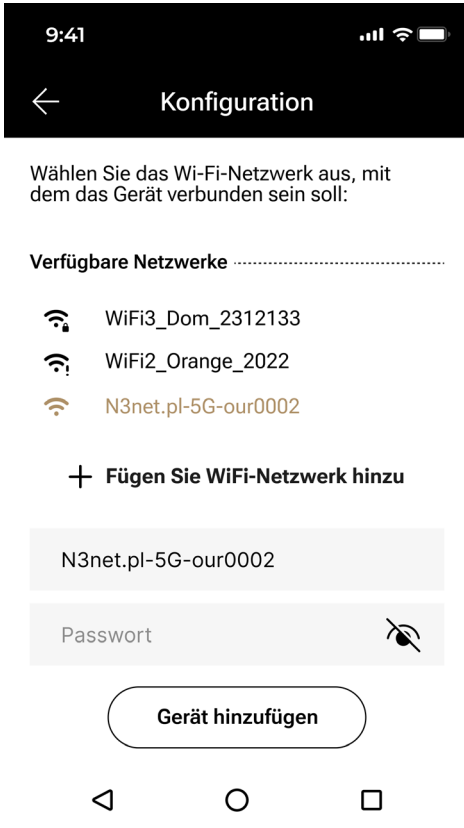 9:41
Konfiguration
Wählen Sie das Wi-Fi-Netzwerk aus, mit
dem das Gerät verbunden sein soll:
Verfügbare Netzwerke
WiFi3_Dom_2312133
WiFi2_Orange_2022
N3net.pl-5G-our0002
+ Fügen Sie WiFi-Netzwerk hinzu
N3net.pl-5G-our0002
Passwort
Gerät hinzufügen